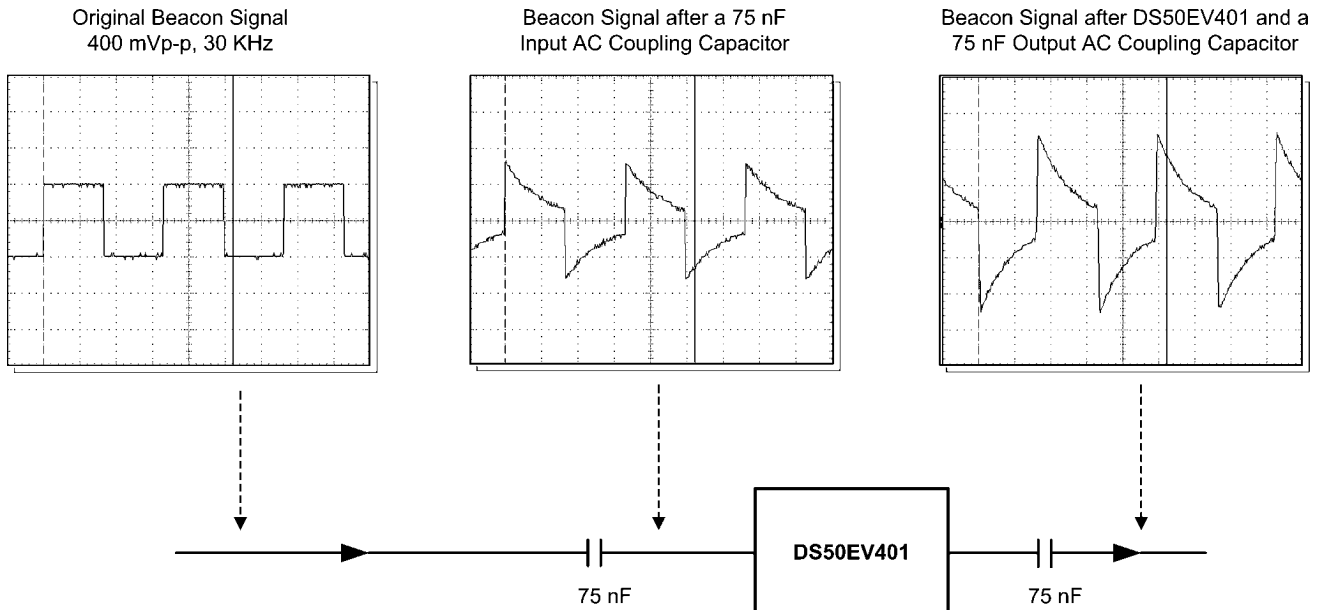 Original Beacon Signal
400 mVp-p, 30 KHz
Beacon Signal after a 75 nF
Input AC Coupling Capacitor
Beacon Signal after DS50EV401 and a
75 nF Output AC Coupling Capacitor
DS50EV401
75 nF
75 nF